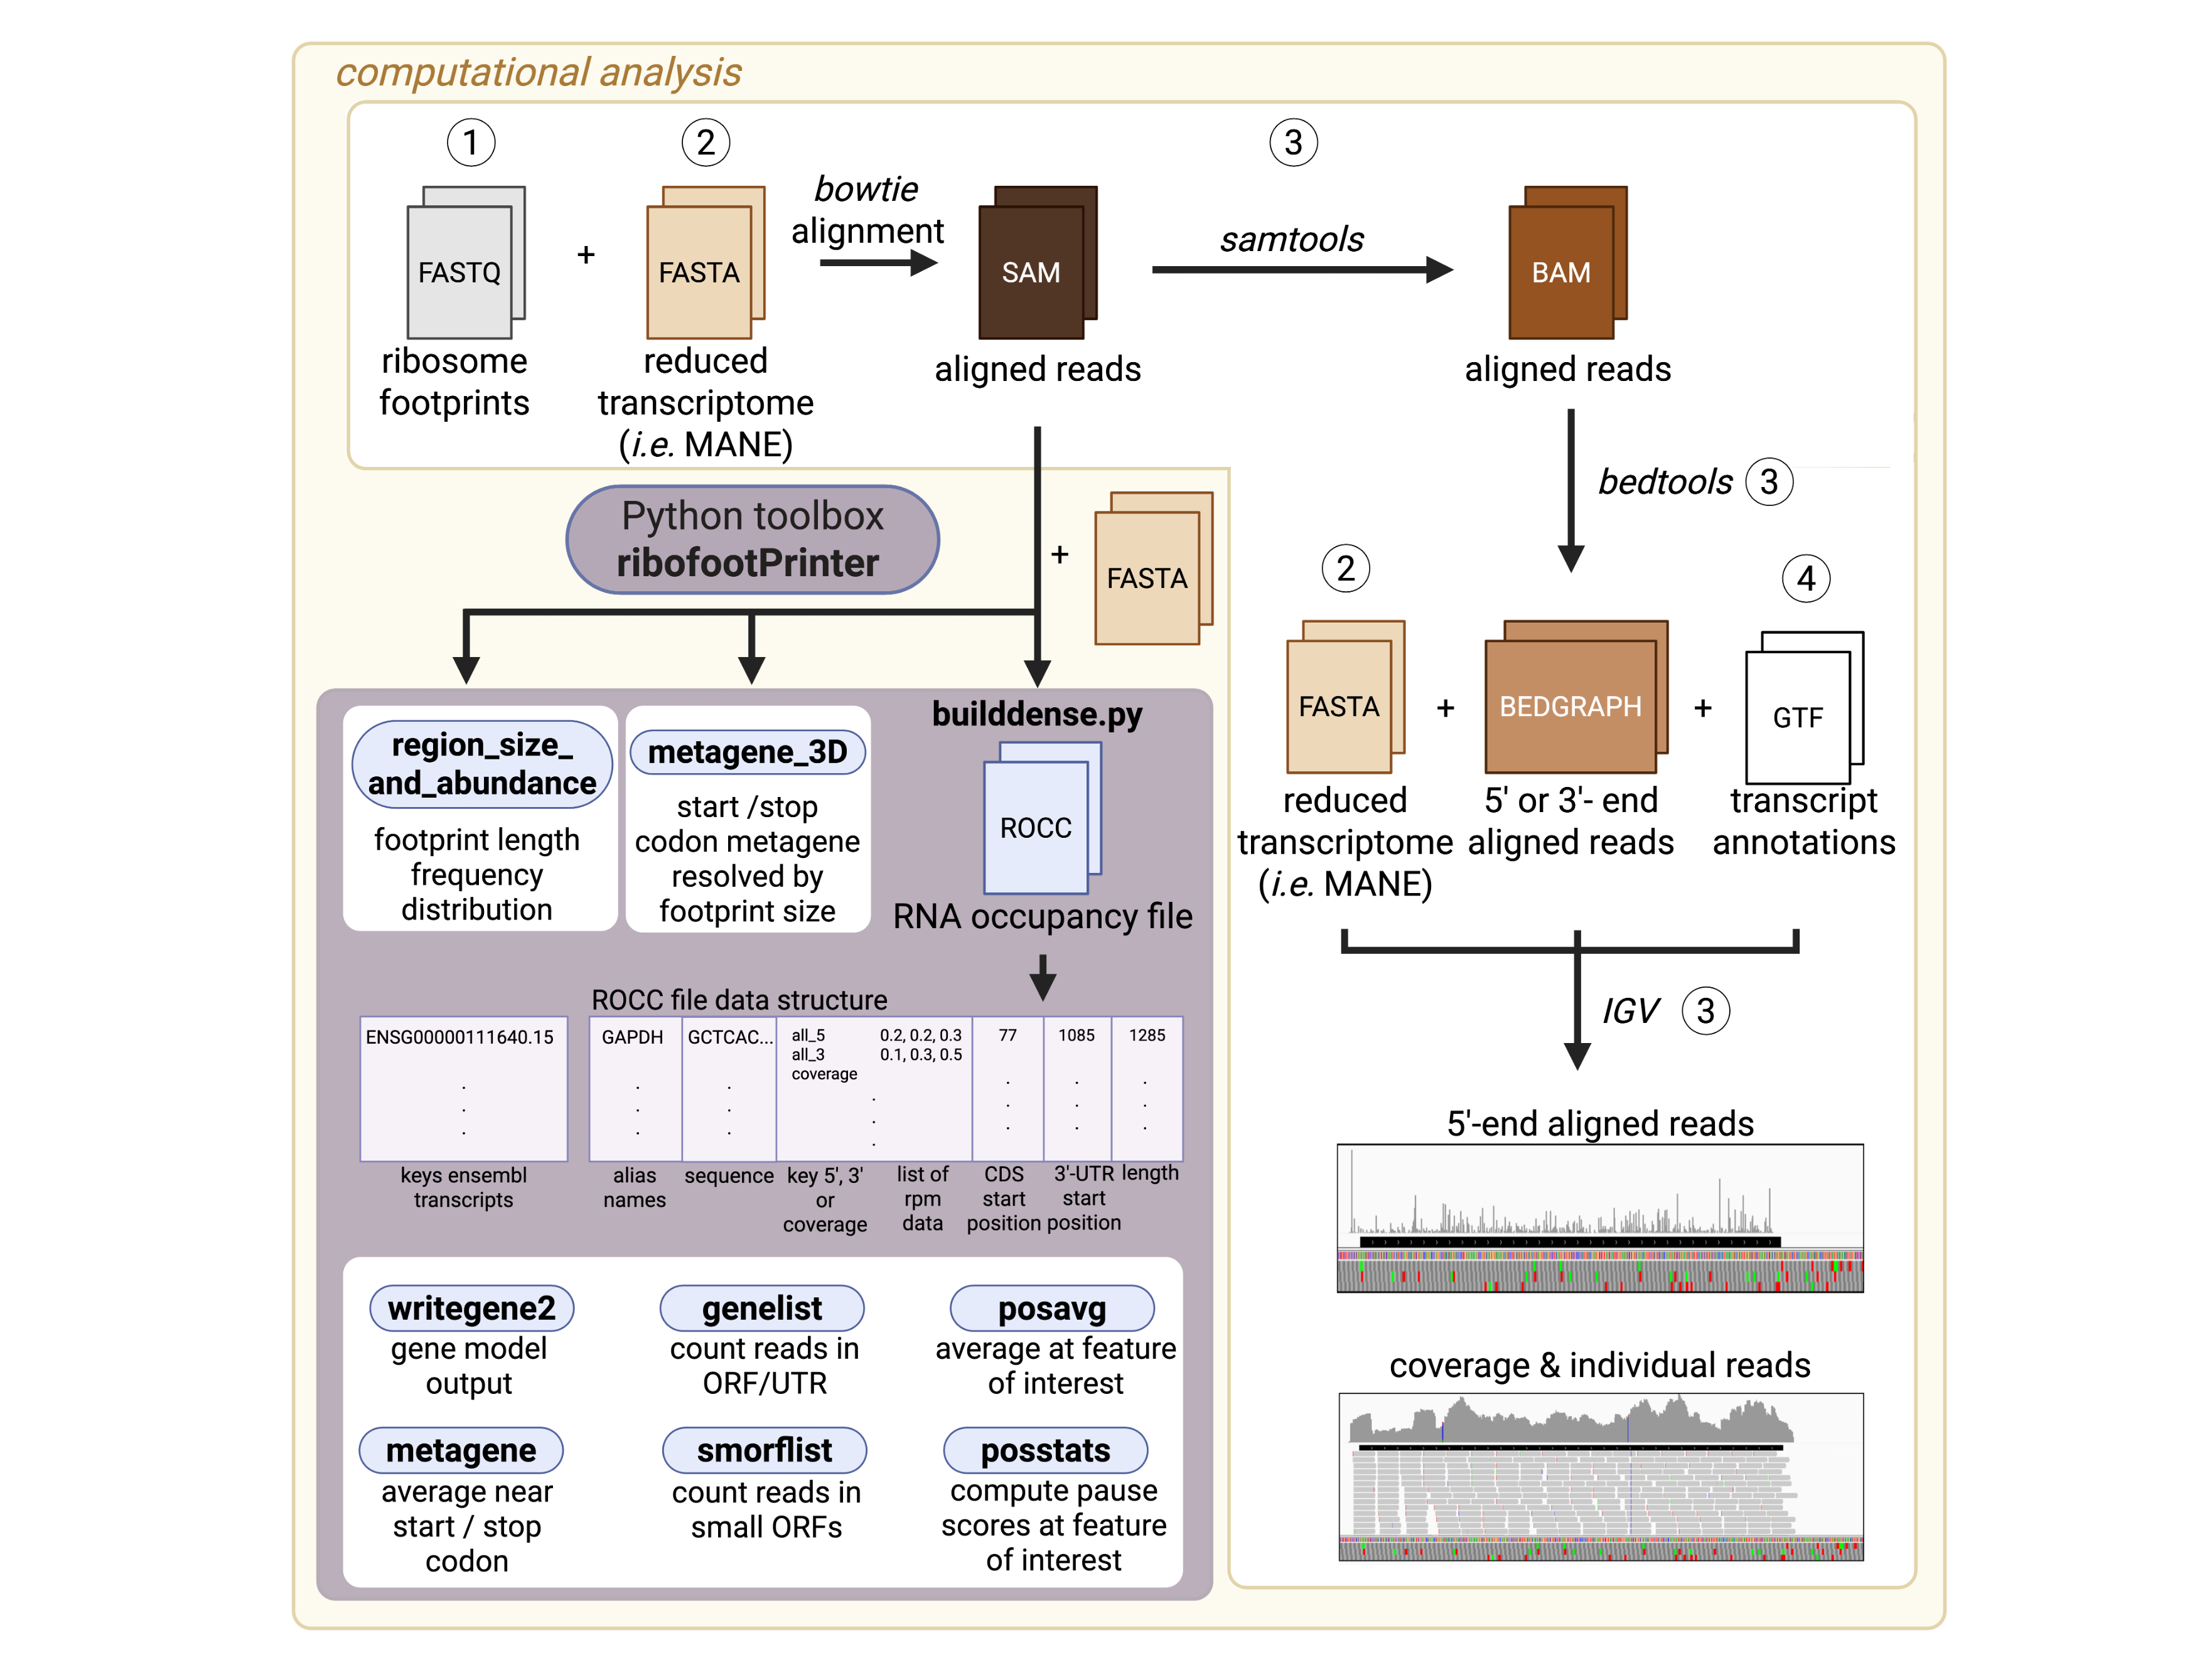 computational analysis
1
2
3
FASTQ
+
FASTA
bowtie
alignment
SAM
samtools
BAM
ribosome
footprints
reduced
transcriptome
(i.e. MANE)
aligned reads
aligned reads
bedtools 3
Python toolbox
ribofootPrinter
+
FASTA
2
4
FASTA
+
BEDGRAPH
+
GTF
reduced
transcriptome
(i.e. MANE)
5' or 3'- end
aligned reads
transcript
annotations
IGV 3
region_size_
and_abundance
footprint length
frequency
distribution
metagene_3D
start /stop
codon metagene
resolved by
footprint size
builddense.py
ROCC
RNA occupancy file
ROCC file data structure
ENSG00000111640.15
GAPDH
GCTCAC...
all_5 0.2, 0.2, 0.3
all_3 0.1, 0.3, 0.5
coverage
77
1085
1285
keys ensembl
transcripts
alias
names
sequence
key 5', 3'
or
coverage
list of
rpm
data
CDS
start
position
3'-UTR
start
position
length
writegene2
gene model
output
genelist
count reads in
ORF/UTR
posavg
average at feature
of interest
metagene
average near
start / stop
codon
smorflist
count reads in
small ORFs
posstats
compute pause
scores at feature
of interest
5'-end aligned reads
coverage & individual reads